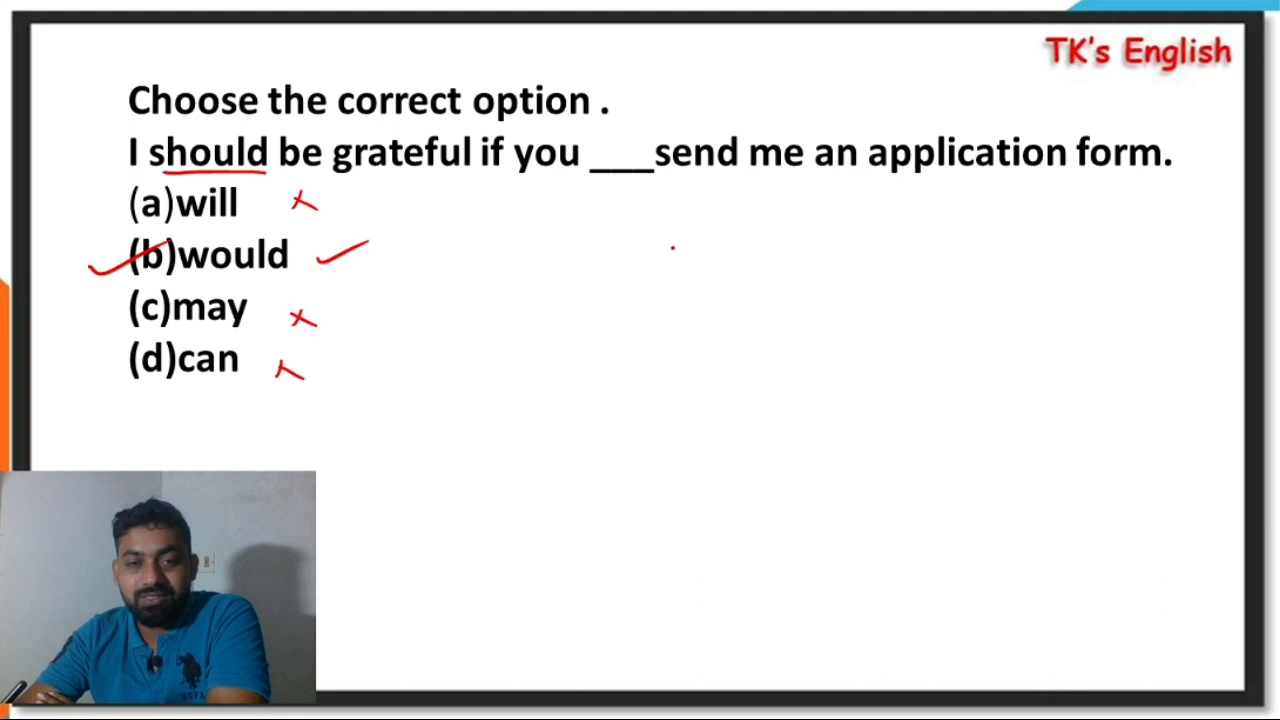 TK's English
Choose the correct option .
I should be grateful if you ___send me an application form.
(a)will
(b)would
(c)may
(d)can